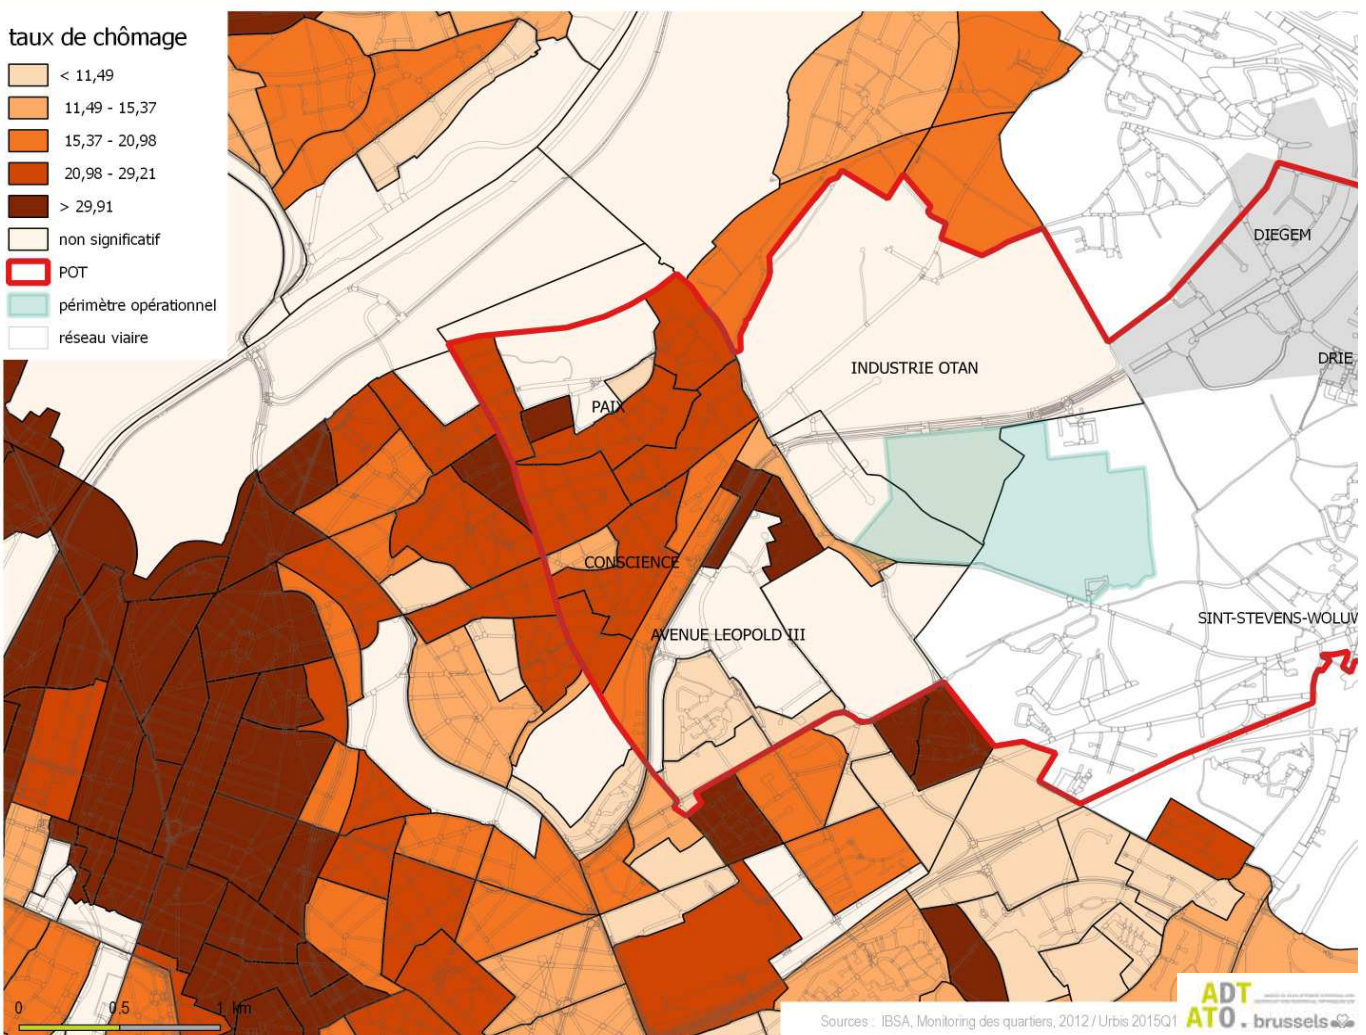 taux de chômage
< 11,49
11,49 - 15,37
15,37 - 20,98
20,98 - 29,21
> 29,91
non significatif
POT
périmètre opérationnel
réseau viaire
DIEGEM
DRIE
INDUSTRIE OTAN
PAIX
CONSCIENCE
AVENUE LEOPOLD III
SINT-STEVENS-WOLUW
0 0.5 1 km
Sources : IBSA, Monitoring des quartiers, 2012 / Urbis 2015Q1
ADT
ATO. brussels